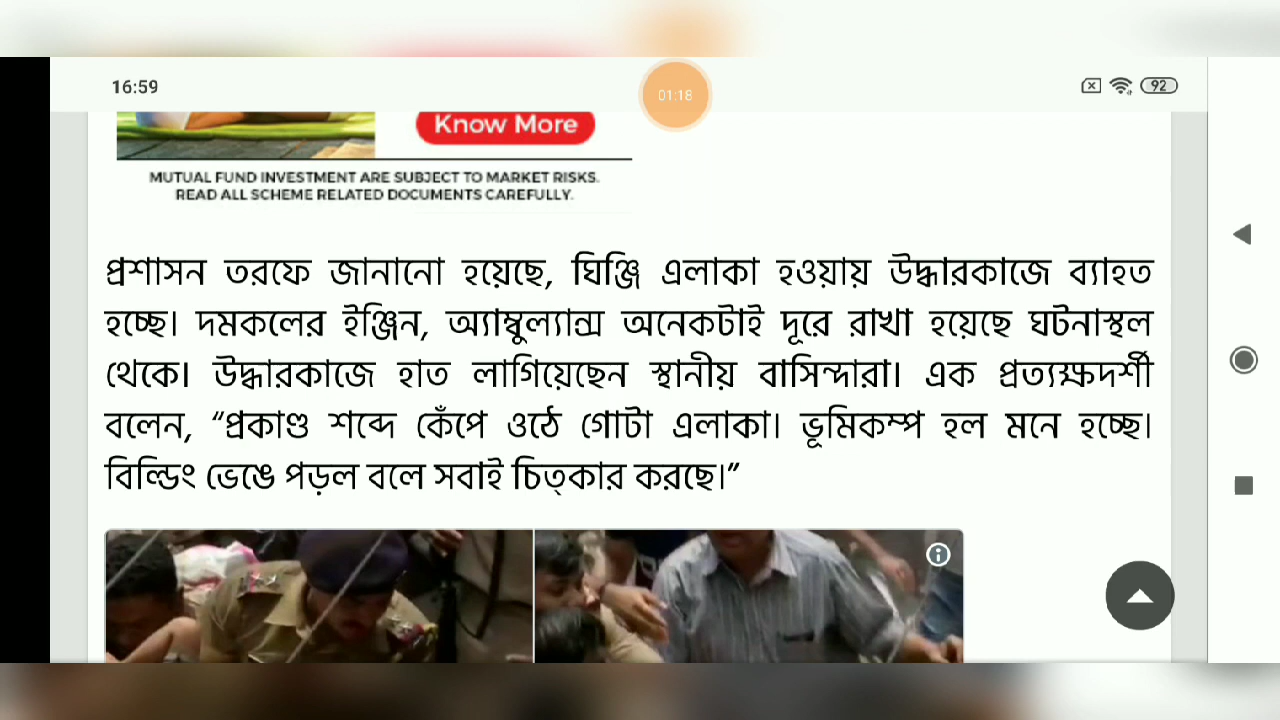 16:59
01:18
92
Know More
MUTUAL FUND INVESTMENT ARE SUBJECT TO MARKET RISKS.
READ ALL SCHEME RELATED DOCUMENTS CAREFULLY.
প্রশাসন তরফে জানানো হয়েছে, ঘিঞ্জি এলাকা হওয়ায় উদ্ধারকাজে ব্যাহত
হচ্ছে। দমকলের ইঞ্জিন, অ্যাম্বুল্যান্স অনেকটাই দূরে রাখা হয়েছে ঘটনাস্থল
থেকে। উদ্ধারকাজে হাত লাগিয়েছেন স্থানীয় বাসিন্দারা। এক প্রত্যক্ষদর্শী
বলেন, “প্রকাণ্ড শব্দে কেঁপে ওঠে গোটা এলাকা। ভূমিকম্প হল মনে হচ্ছে।
বিল্ডিং ভেঙে পড়ল বলে সবাই চিত্কার করছে।”